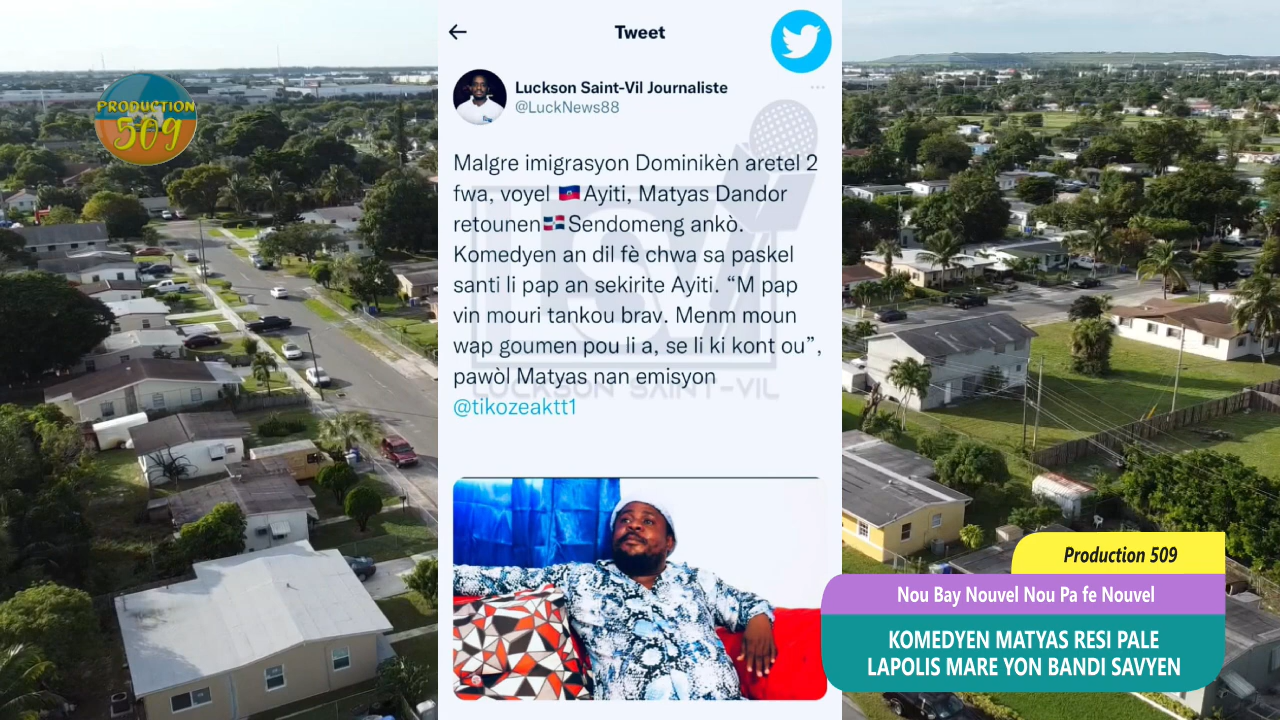 PRODUCTION
509
Tweet
Luckson Saint-Vil Journaliste
@LuckNews88
Malgre imigrasyon Dominikèn aretel 2
fwa, voyel 🇭🇹Ayiti, Matyas Dandor
retounen🇩🇴Sendomeng ankò.
Komedyen an dil fè chwa sa paskel
santi li pap an sekirite Ayiti. “M pap
vin mouri tankou brav. Menm moun
wap goumen pou li a, se li ki kont ou”,
pawòl Matyas nan emisyon
@tikozeaktt1
LUCKSON SAINT-VIL
Production 509
Nou Bay Nouvel Nou Pa fe Nouvel
KOMEDYEN MATYAS RESI PALE
LAPOLIS MARE YON BANDI SAVYEN